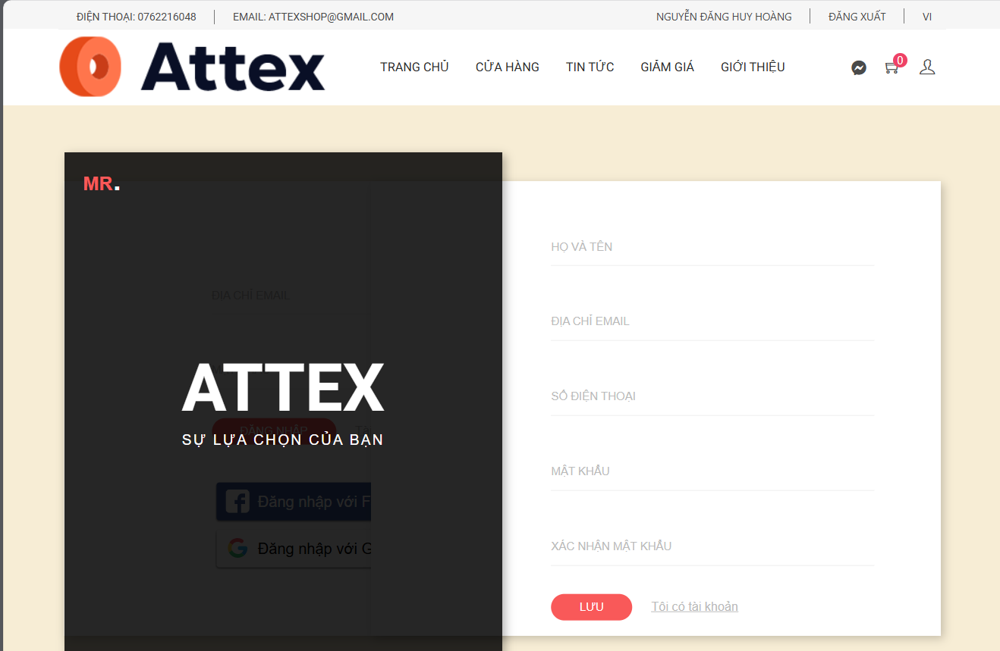 ĐIỆN THOẠI: 0762216048
EMAIL: ATTEXSHOP@GMAIL.COM
NGUYỄN ĐĂNG HUY HOÀNG
ĐĂNG XUẤT
VI
Attex
TRANG CHỦ
CỬA HÀNG
TIN TỨC
GIẢM GIÁ
GIỚI THIỆU
0
MR.
ĐỊA CHỈ EMAIL
ATTEX
ĐĂNG NHẬP
SỰ LỰA CHỌN CỦA BẠN
Đăng nhập với F
Đăng nhập với G
HỌ VÀ TÊN
ĐỊA CHỈ EMAIL
SỐ ĐIỆN THOẠI
MẬT KHẨU
XÁC NHẬN MẬT KHẨU
LƯU
Tôi có tài khoản